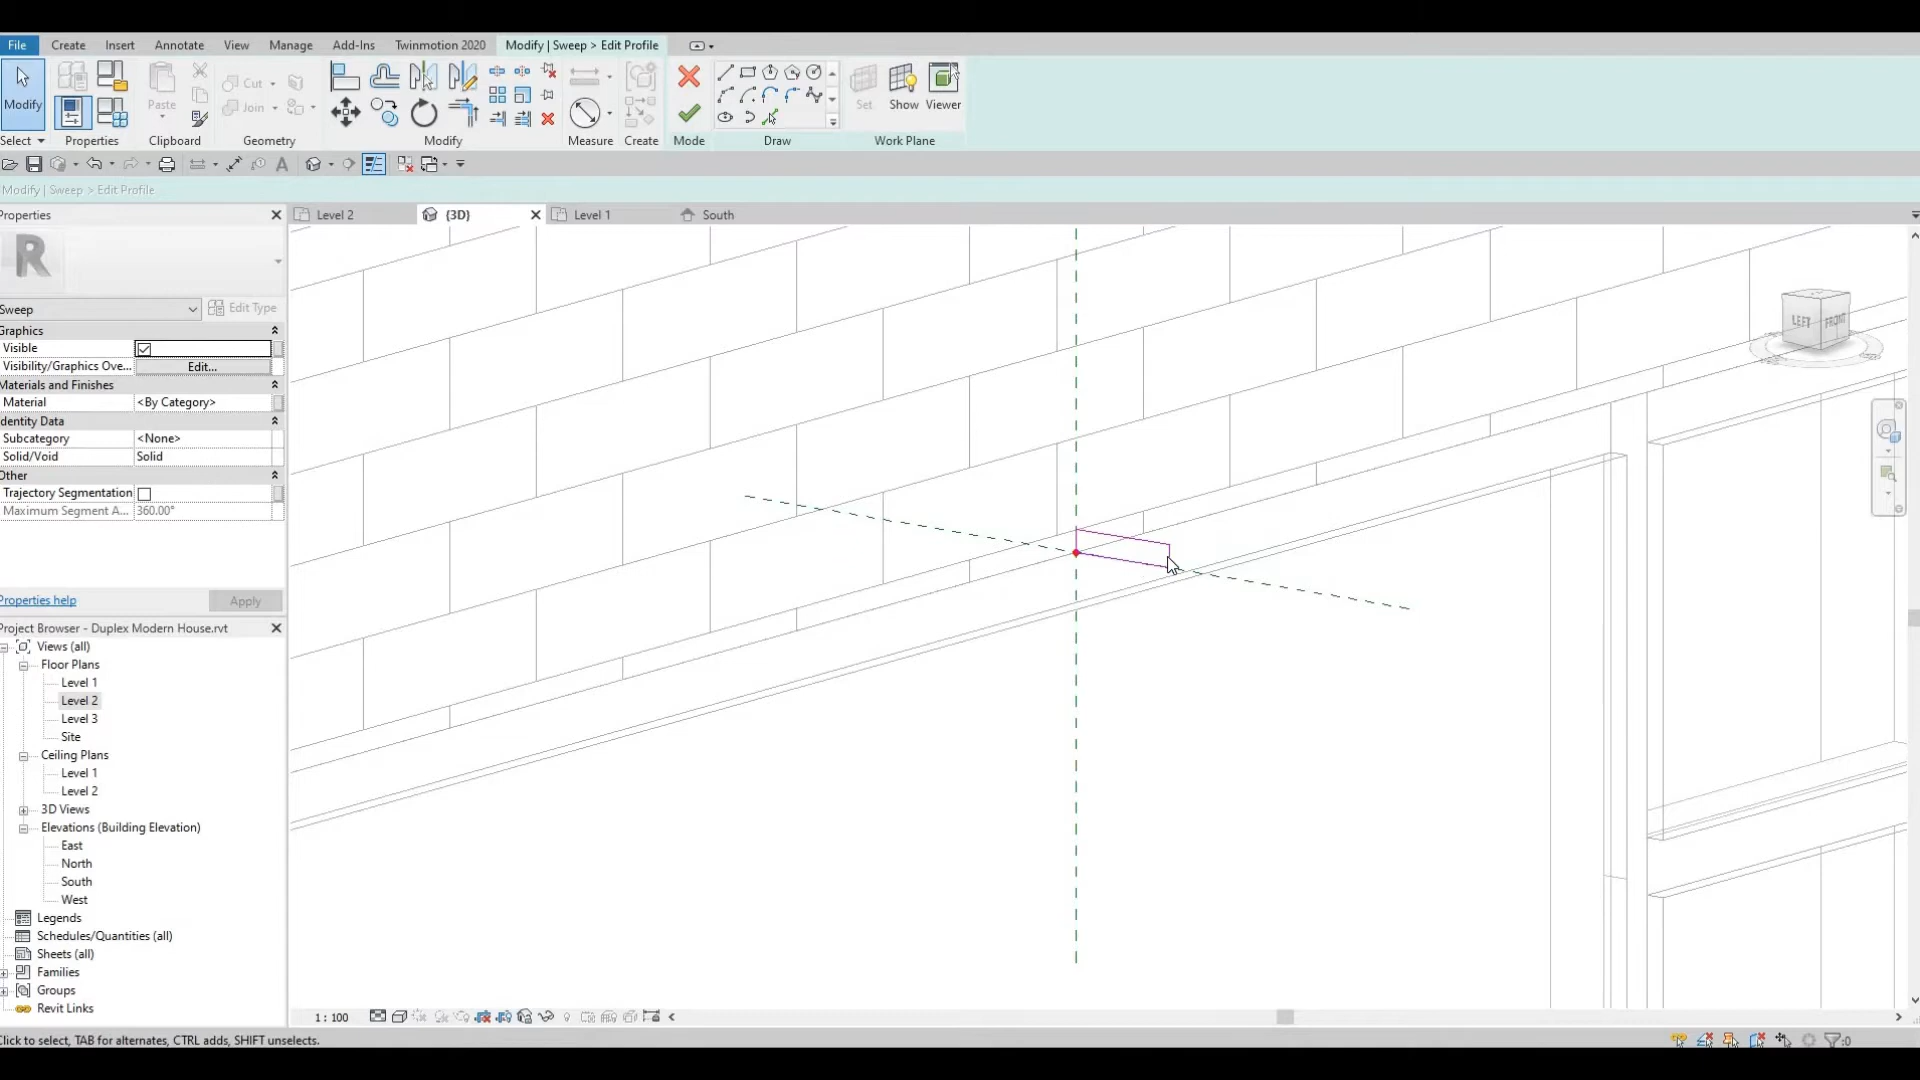 File Create Insert Annotate View Manage Add-Ins Twinmotion 2020 Modify | Sweep > Edit Profile
Modify Paste Cut Join Set Show Viewer
Select Properties Clipboard Geometry Modify Measure Create Mode Draw Work Plane
Modify | Sweep > Edit Profile
Properties
Level 2 {3D} Level 1 South
R
Sweep Edit Type
Graphics
Visible
Visibility/Graphics Ove... Edit...
Materials and Finishes
Material <By Category>
Identity Data
Subcategory <None>
Solid/Void Solid
Other
Trajectory Segmentation
Maximum Segment A... 360.00°
Properties help Apply
Project Browser - Duplex Modern House.rvt
Views (all)
Floor Plans
Level 1
Level 2
Level 3
Site
Ceiling Plans
Level 1
Level 2
3D Views
Elevations (Building Elevation)
East
North
South
West
Legends
Schedules/Quantities (all)
Sheets (all)
Families
Groups
Revit Links
LEFT FRONT
1 : 100
Click to select, TAB for alternates, CTRL adds, SHIFT unselects.
:0